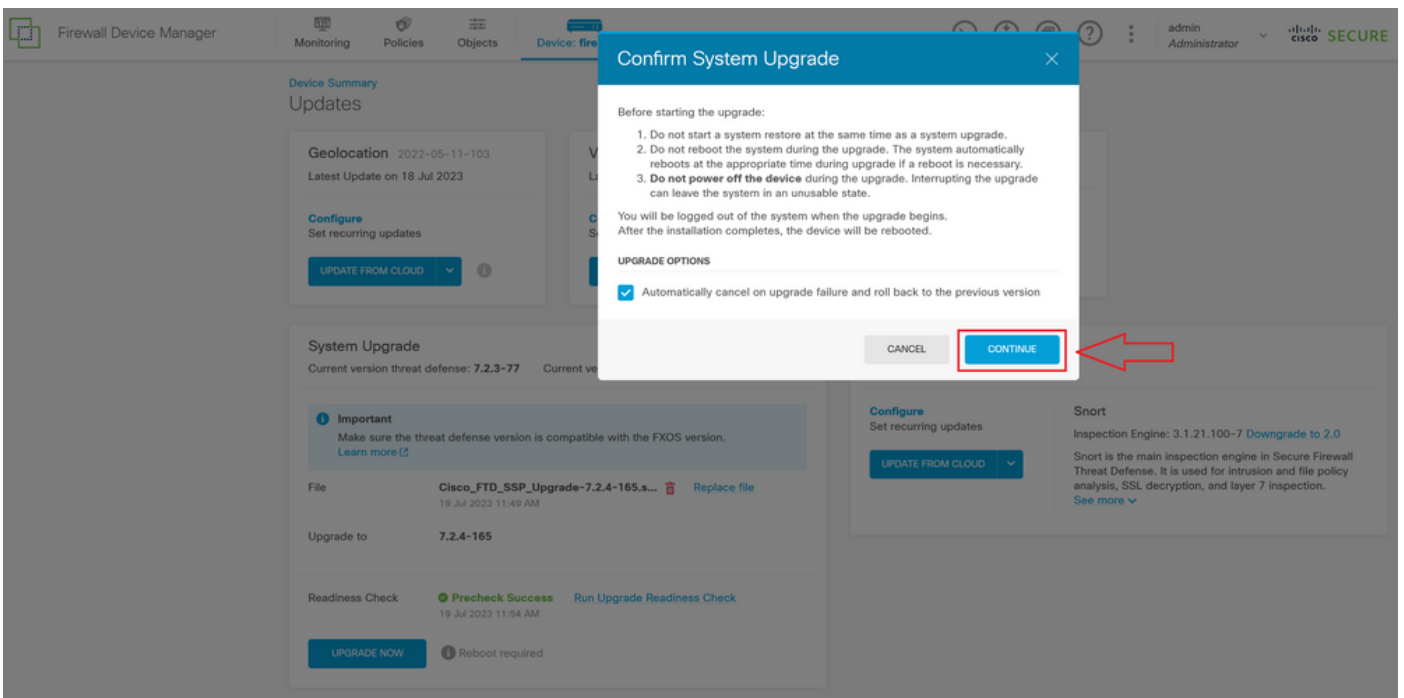 Firewall Device Manager
Monitoring
Policies
Objects
Device: fire
admin
Administrator
cisco SECURE
Device Summary
Updates
Geolocation 2022-05-11-103
Latest Update on 18 Jul 2023
Configure
Set recurring updates
UPDATE FROM CLOUD
V
Confirm System Upgrade
Before starting the upgrade:
1. Do not start a system restore at the same time as a system upgrade.
2. Do not reboot the system during the upgrade. The system automatically
reboots at the appropriate time during upgrade if a reboot is necessary.
3. Do not power off the device during the upgrade. Interrupting the upgrade
can leave the system in an unusable state.
You will be logged out of the system when the upgrade begins.
After the installation completes, the device will be rebooted.
UPGRADE OPTIONS
Automatically cancel on upgrade failure and roll back to the previous version
CANCEL
CONTINUE
System Upgrade
Current version threat defense: 7.2.3-77 Current ve
Important
Make sure the threat defense version is compatible with the FXOS version.
Learn more
File Cisco_FTD_SSP_Upgrade-7.2.4-165.s... Replace file
19 Jul 2023 11:49 AM
Upgrade to 7.2.4-165
Readiness Check Precheck Success Run Upgrade Readiness Check
19 Jul 2023 11:54 AM
UPGRADE NOW Reboot required
Configure
Set recurring updates
UPDATE FROM CLOUD
Snort
Inspection Engine: 3.1.21.100-7 Downgrade to 2.0
Snort is the main inspection engine in Secure Firewall
Threat Defense. It is used for intrusion and file policy
analysis, SSL decryption, and layer 7 inspection.
See more